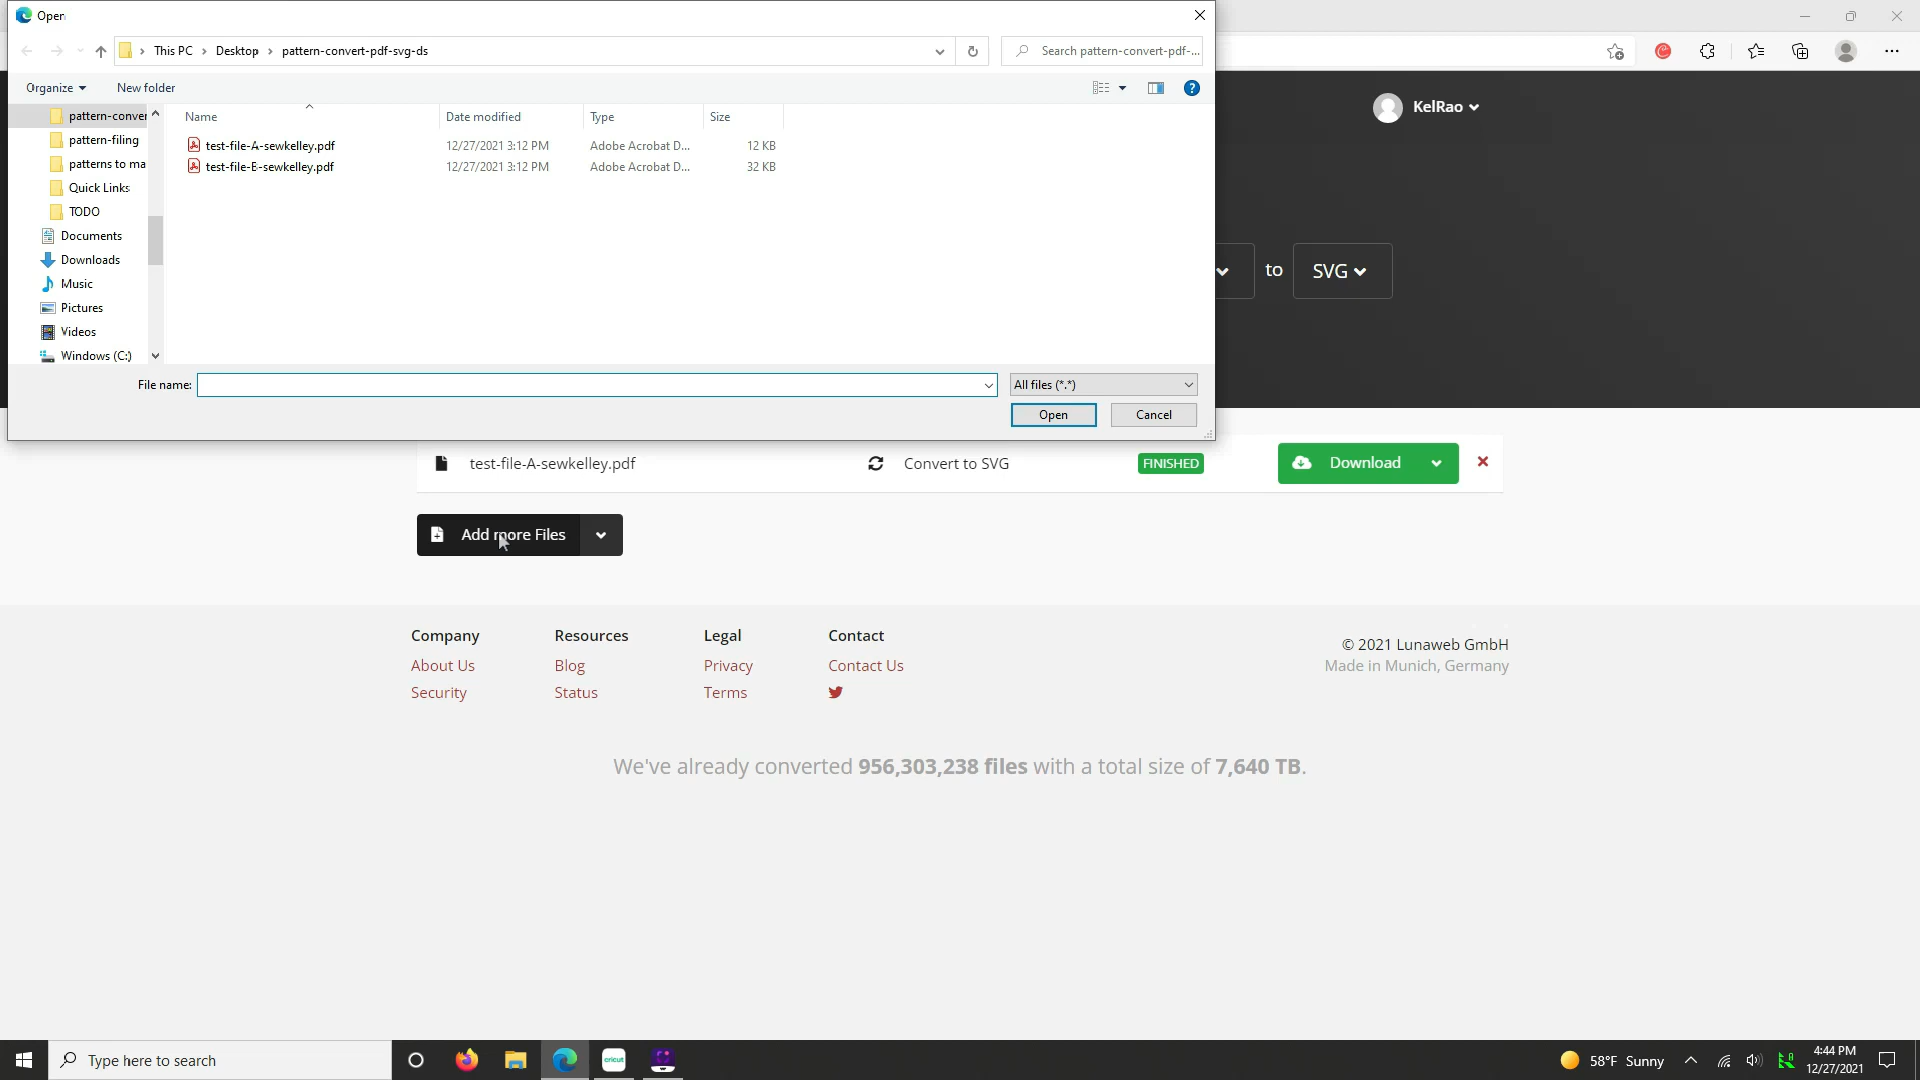 Open
This PC > Desktop > pattern-convert-pdf-svg-ds
Search pattern-convert-pdf-...
Organize
New folder
pattern-conver
pattern-filing
patterns to ma
Quick Links
TODO
Documents
Downloads
Music
Pictures
Videos
Windows (C:)
Name Date modified Type Size
test-file-A-sewkelley.pdf 12/27/2021 3:12 PM Adobe Acrobat D... 12 KB
test-file-B-sewkelley.pdf 12/27/2021 3:12 PM Adobe Acrobat D... 32 KB
File name:
All files (*.*)
Open
Cancel
KelRao
to
SVG
test-file-A-sewkelley.pdf
Convert to SVG
FINISHED
Download
Add more Files
Company
About Us
Security
Resources
Blog
Status
Legal
Privacy
Terms
Contact
Contact Us
© 2021 Lunaweb GmbH
Made in Munich, Germany
We've already converted 956,303,238 files with a total size of 7,640 TB.
Type here to search
cricut
58°F Sunny
4:44 PM
12/27/2021